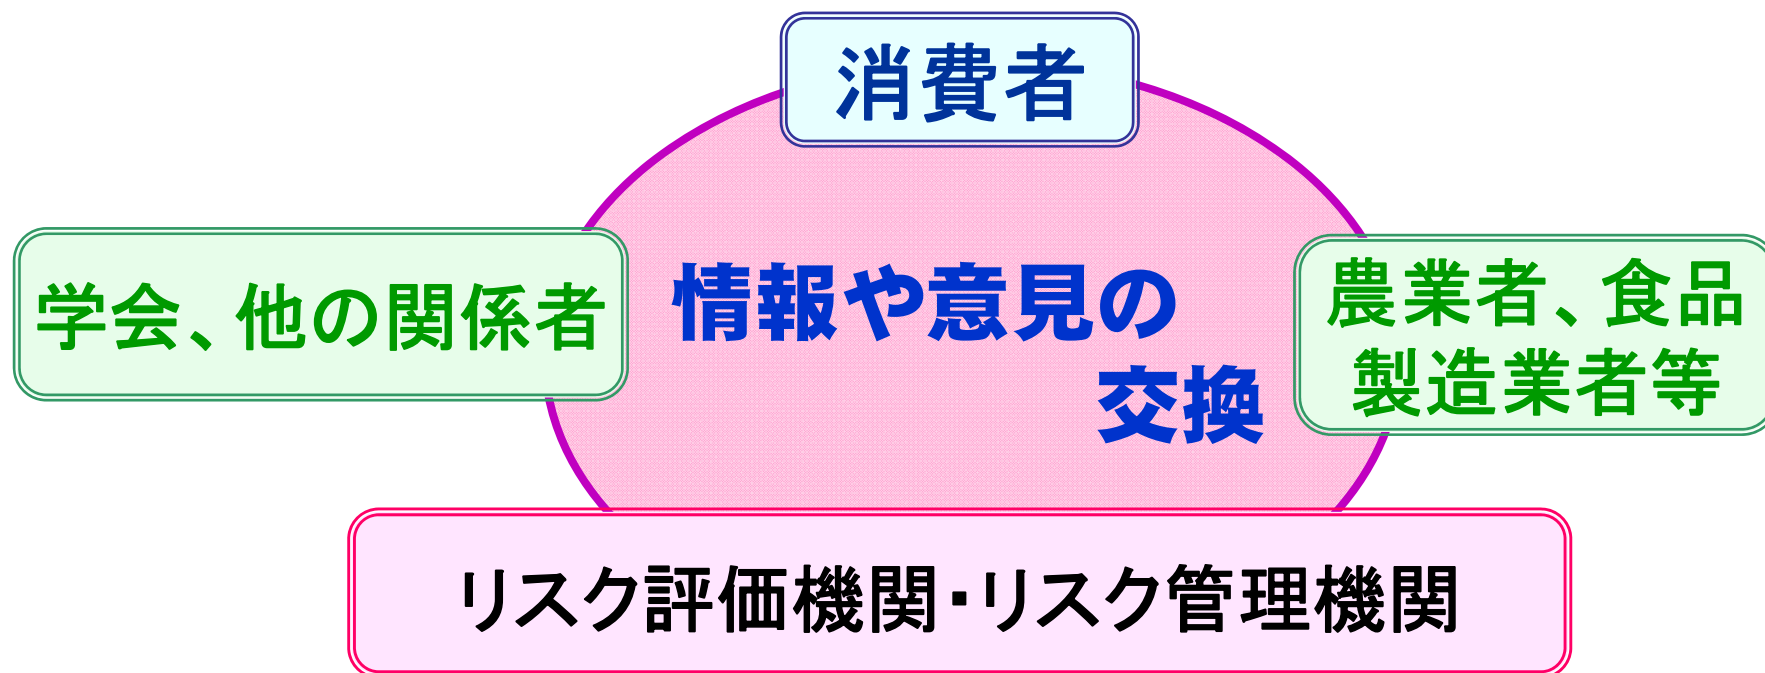 消費者
学会、他の関係者
情報や意見の
交換
農業者、食品
製造業者等
リスク評価機関・リスク管理機関